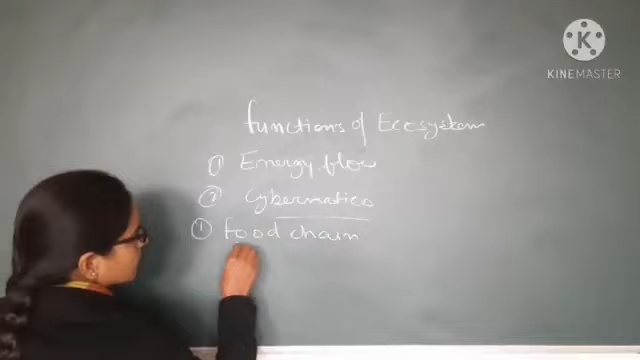 K
KINEMASTER
functions of Ecosystem
① Energy flow
② Cybernatics
① Food chain